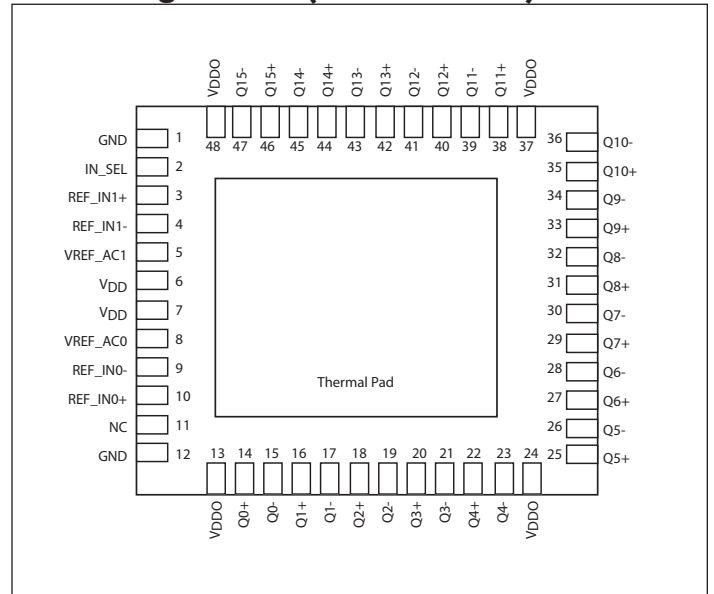 VDDO
Q15-
Q15+
Q14-
Q14+
Q13-
Q13+
Q12-
Q12+
Q11-
Q11+
VDDO
48 47 46 45 44 43 42 41 40 39 38 37
GND 1
IN_SEL 2
REF_IN1+ 3
REF_IN1- 4
VREF_AC1 5
VDD 6
VDD 7
VREF_AC0 8
REF_IN0- 9
REF_IN0+ 10
NC 11
GND 12
Thermal Pad
36 Q10-
35 Q10+
34 Q9-
33 Q9+
32 Q8-
31 Q8+
30 Q7-
29 Q7+
28 Q6-
27 Q6+
26 Q5-
25 Q5+
13 14 15 16 17 18 19 20 21 22 23 24
VDDO
Q0+
Q0-
Q1+
Q1-
Q2+
Q2-
Q3+
Q3-
Q4+
Q4-
VDDO